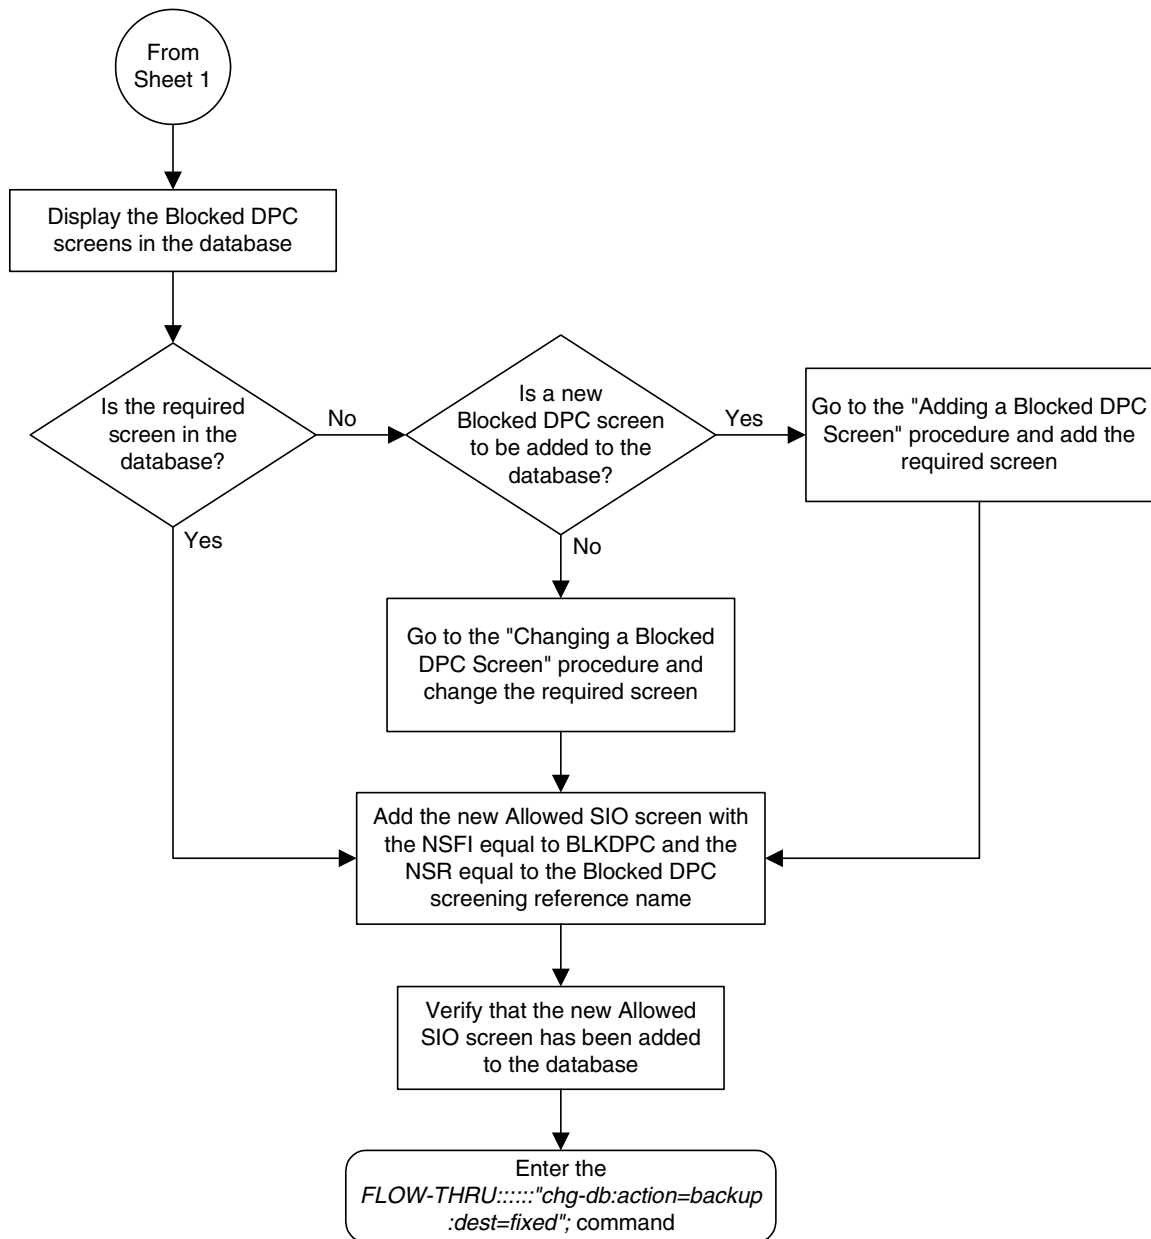 From
Sheet 1
Display the Blocked DPC
screens in the database
Is the required
screen in the
database?
No
Yes
Is a new
Blocked DPC screen
to be added to the
database?
Yes
No
Go to the "Adding a Blocked DPC
Screen" procedure and add the
required screen
Go to the "Changing a Blocked
DPC Screen" procedure and
change the required screen
Add the new Allowed SIO screen with
the NSFI equal to BLKDPC and the
NSR equal to the Blocked DPC
screening reference name
Verify that the new Allowed
SIO screen has been added
to the database
Enter the
FLOW-THRU::::::"chg-db:action=backup
:dest=fixed"; command